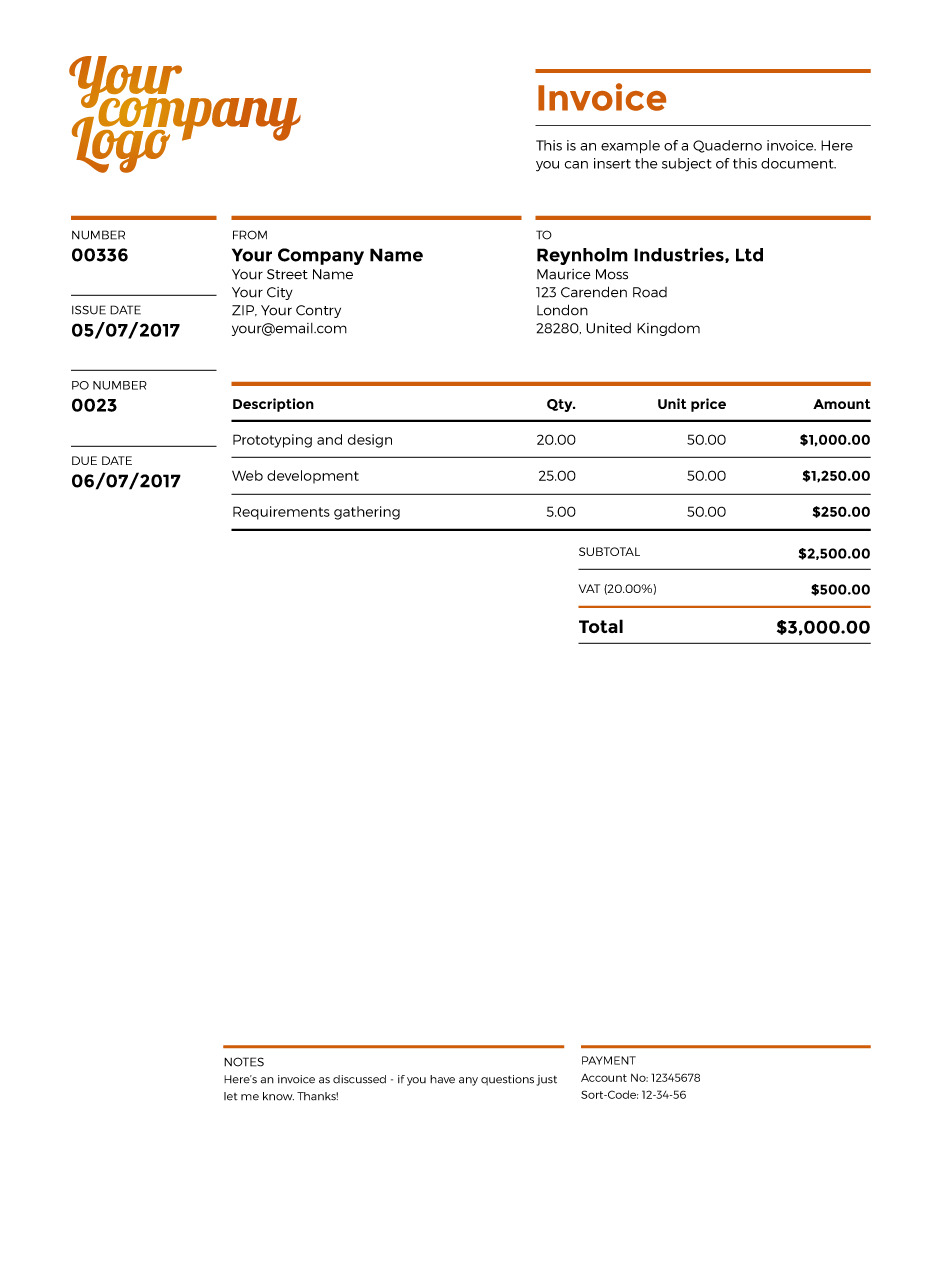 Your
company
Logo
Invoice
This is an example of a Quaderno invoice. Here
you can insert the subject of this document.
NUMBER
00336
ISSUE DATE
05/07/2017
PO NUMBER
0023
DUE DATE
06/07/2017
FROM
Your Company Name
Your Street Name
Your City
ZIP, Your Contry
your@email.com
TO
Reynholm Industries, Ltd
Maurice Moss
123 Carenden Road
London
28280, United Kingdom
Description Qty. Unit price Amount
Prototyping and design 20.00 50.00 $1,000.00
Web development 25.00 50.00 $1,250.00
Requirements gathering 5.00 50.00 $250.00
SUBTOTAL $2,500.00
VAT (20.00%) $500.00
Total $3,000.00
NOTES
Here's an invoice as discussed - if you have any questions just
let me know. Thanks!
PAYMENT
Account No: 12345678
Sort-Code: 12-34-56